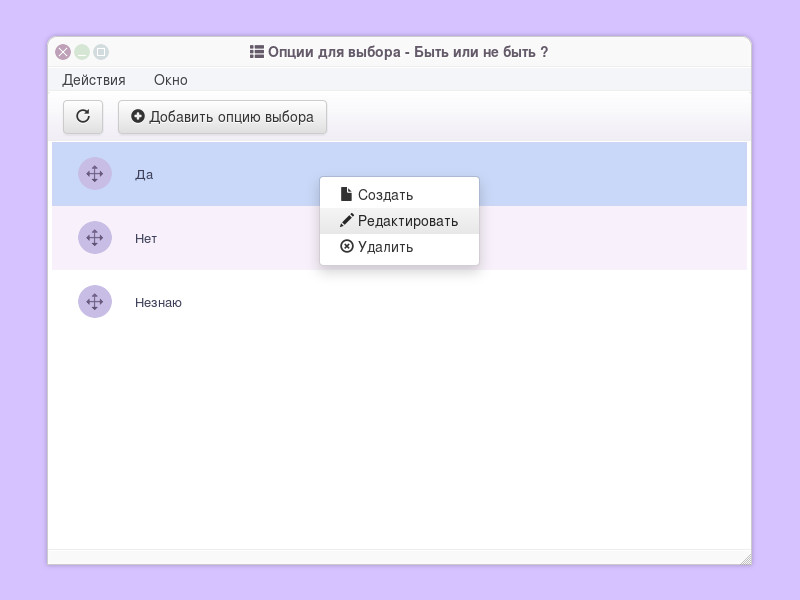 Опции для выбора - Быть или не быть ?
Действия Окно
Добавить опцию выбора
Да
Создать
Редактировать
Нет
Удалить
Незнаю